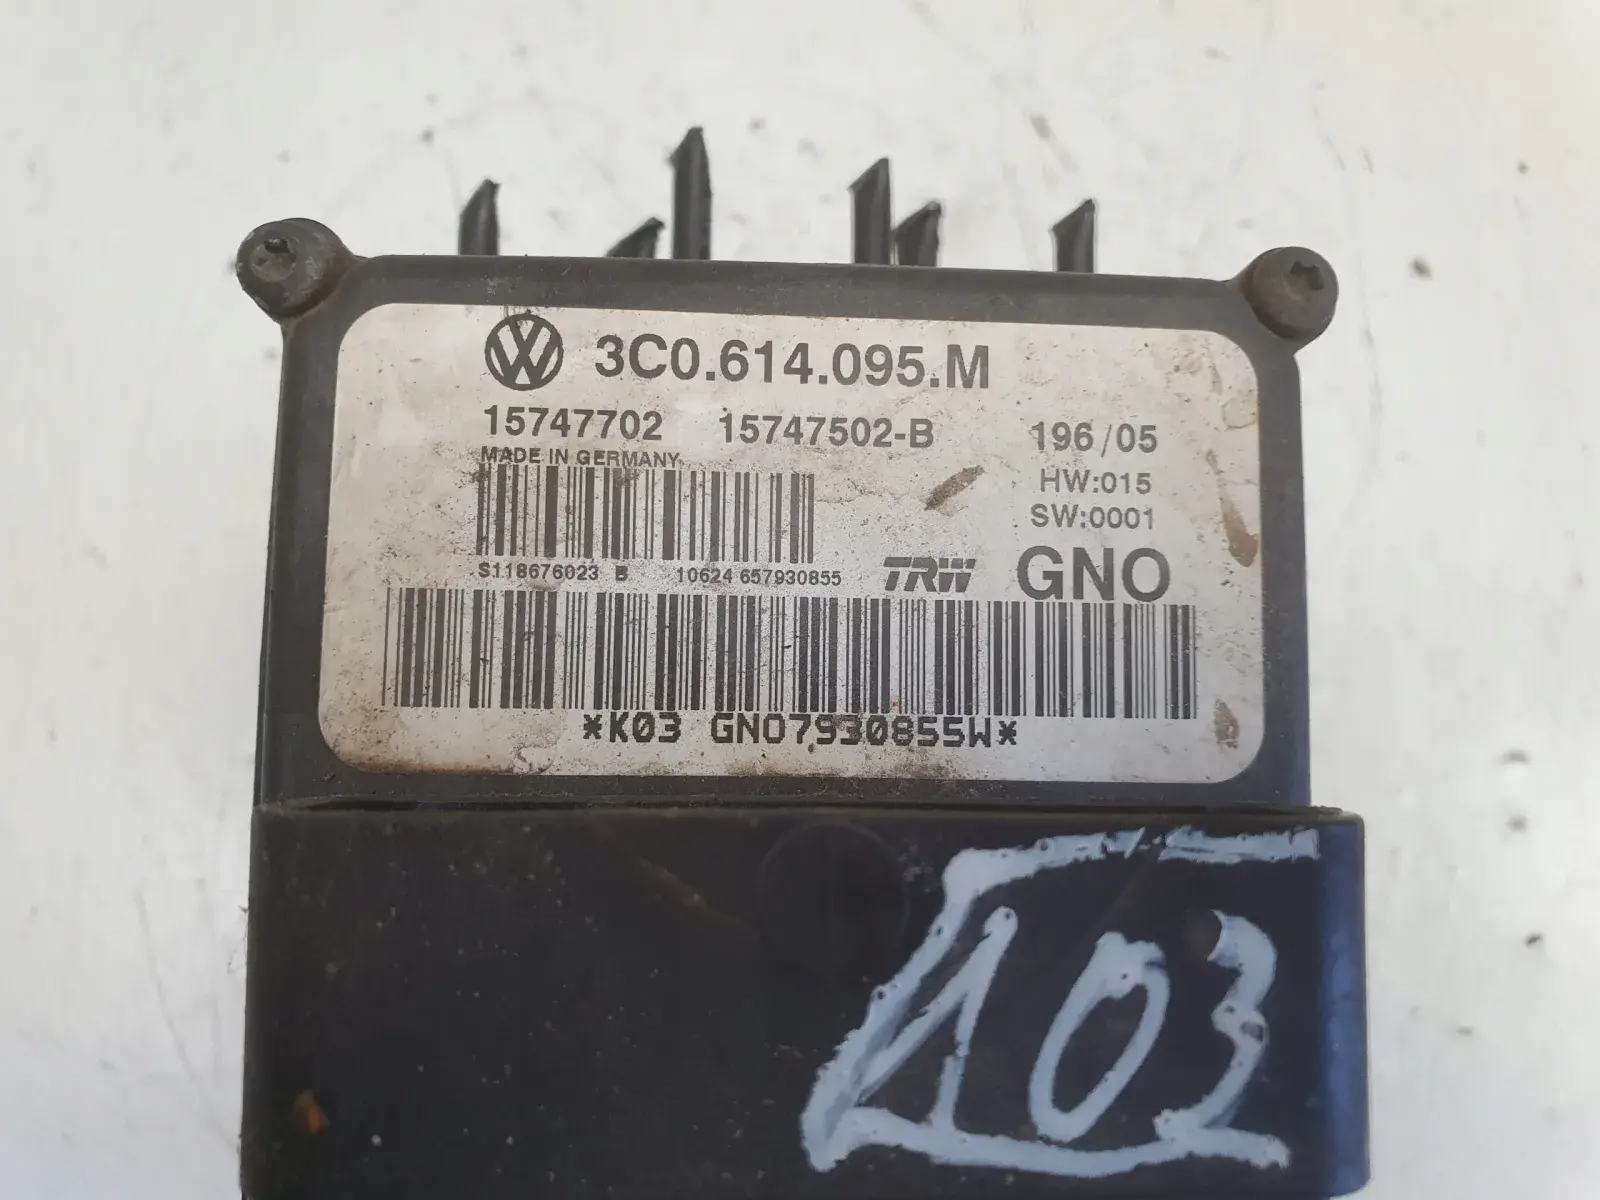 3C0.614.095.M
15747702 15747502-B 196/05
MADE IN GERMANY
HW:015
SW:0001
S118676023 B 10624 657930855 TRW GNO
*K03 GNO7930855W*
103